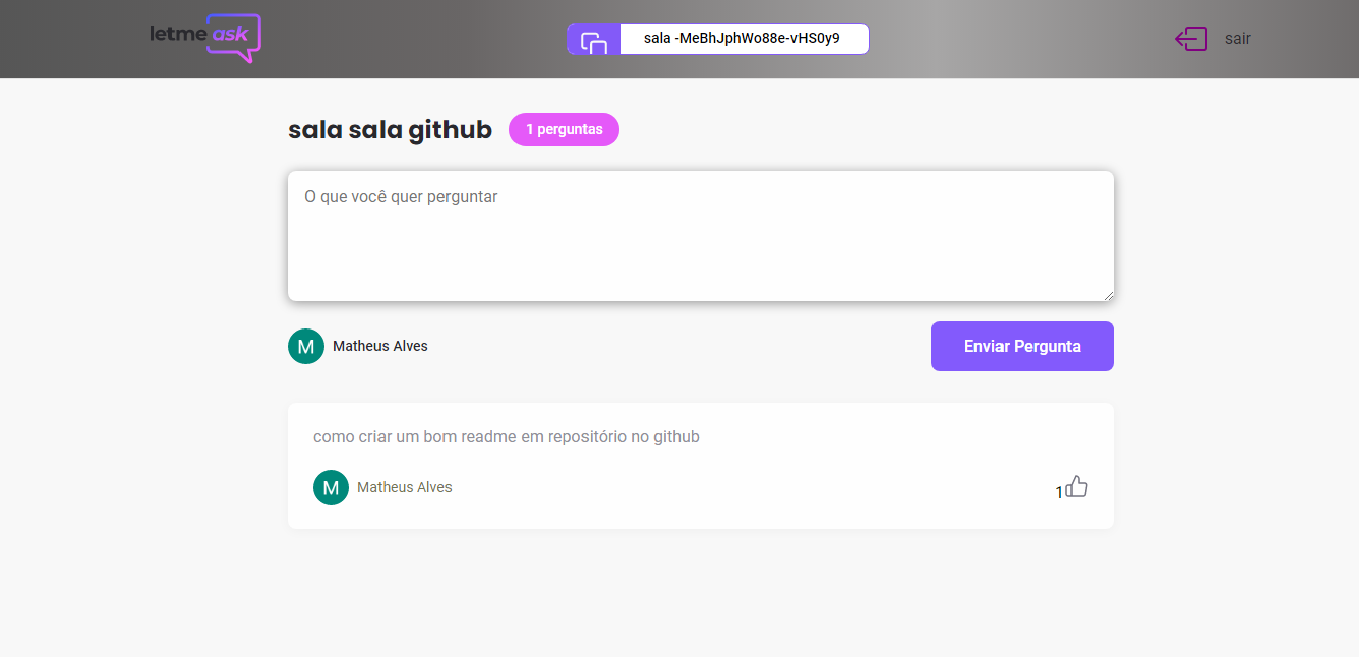 letmeask
sala -MeBhJphWo88e-vHS0y9
sair
sala sala github
1 perguntas
O que você quer perguntar
M
Matheus Alves
Enviar Pergunta
como criar um bom readme em repositório no github
M
Matheus Alves
1